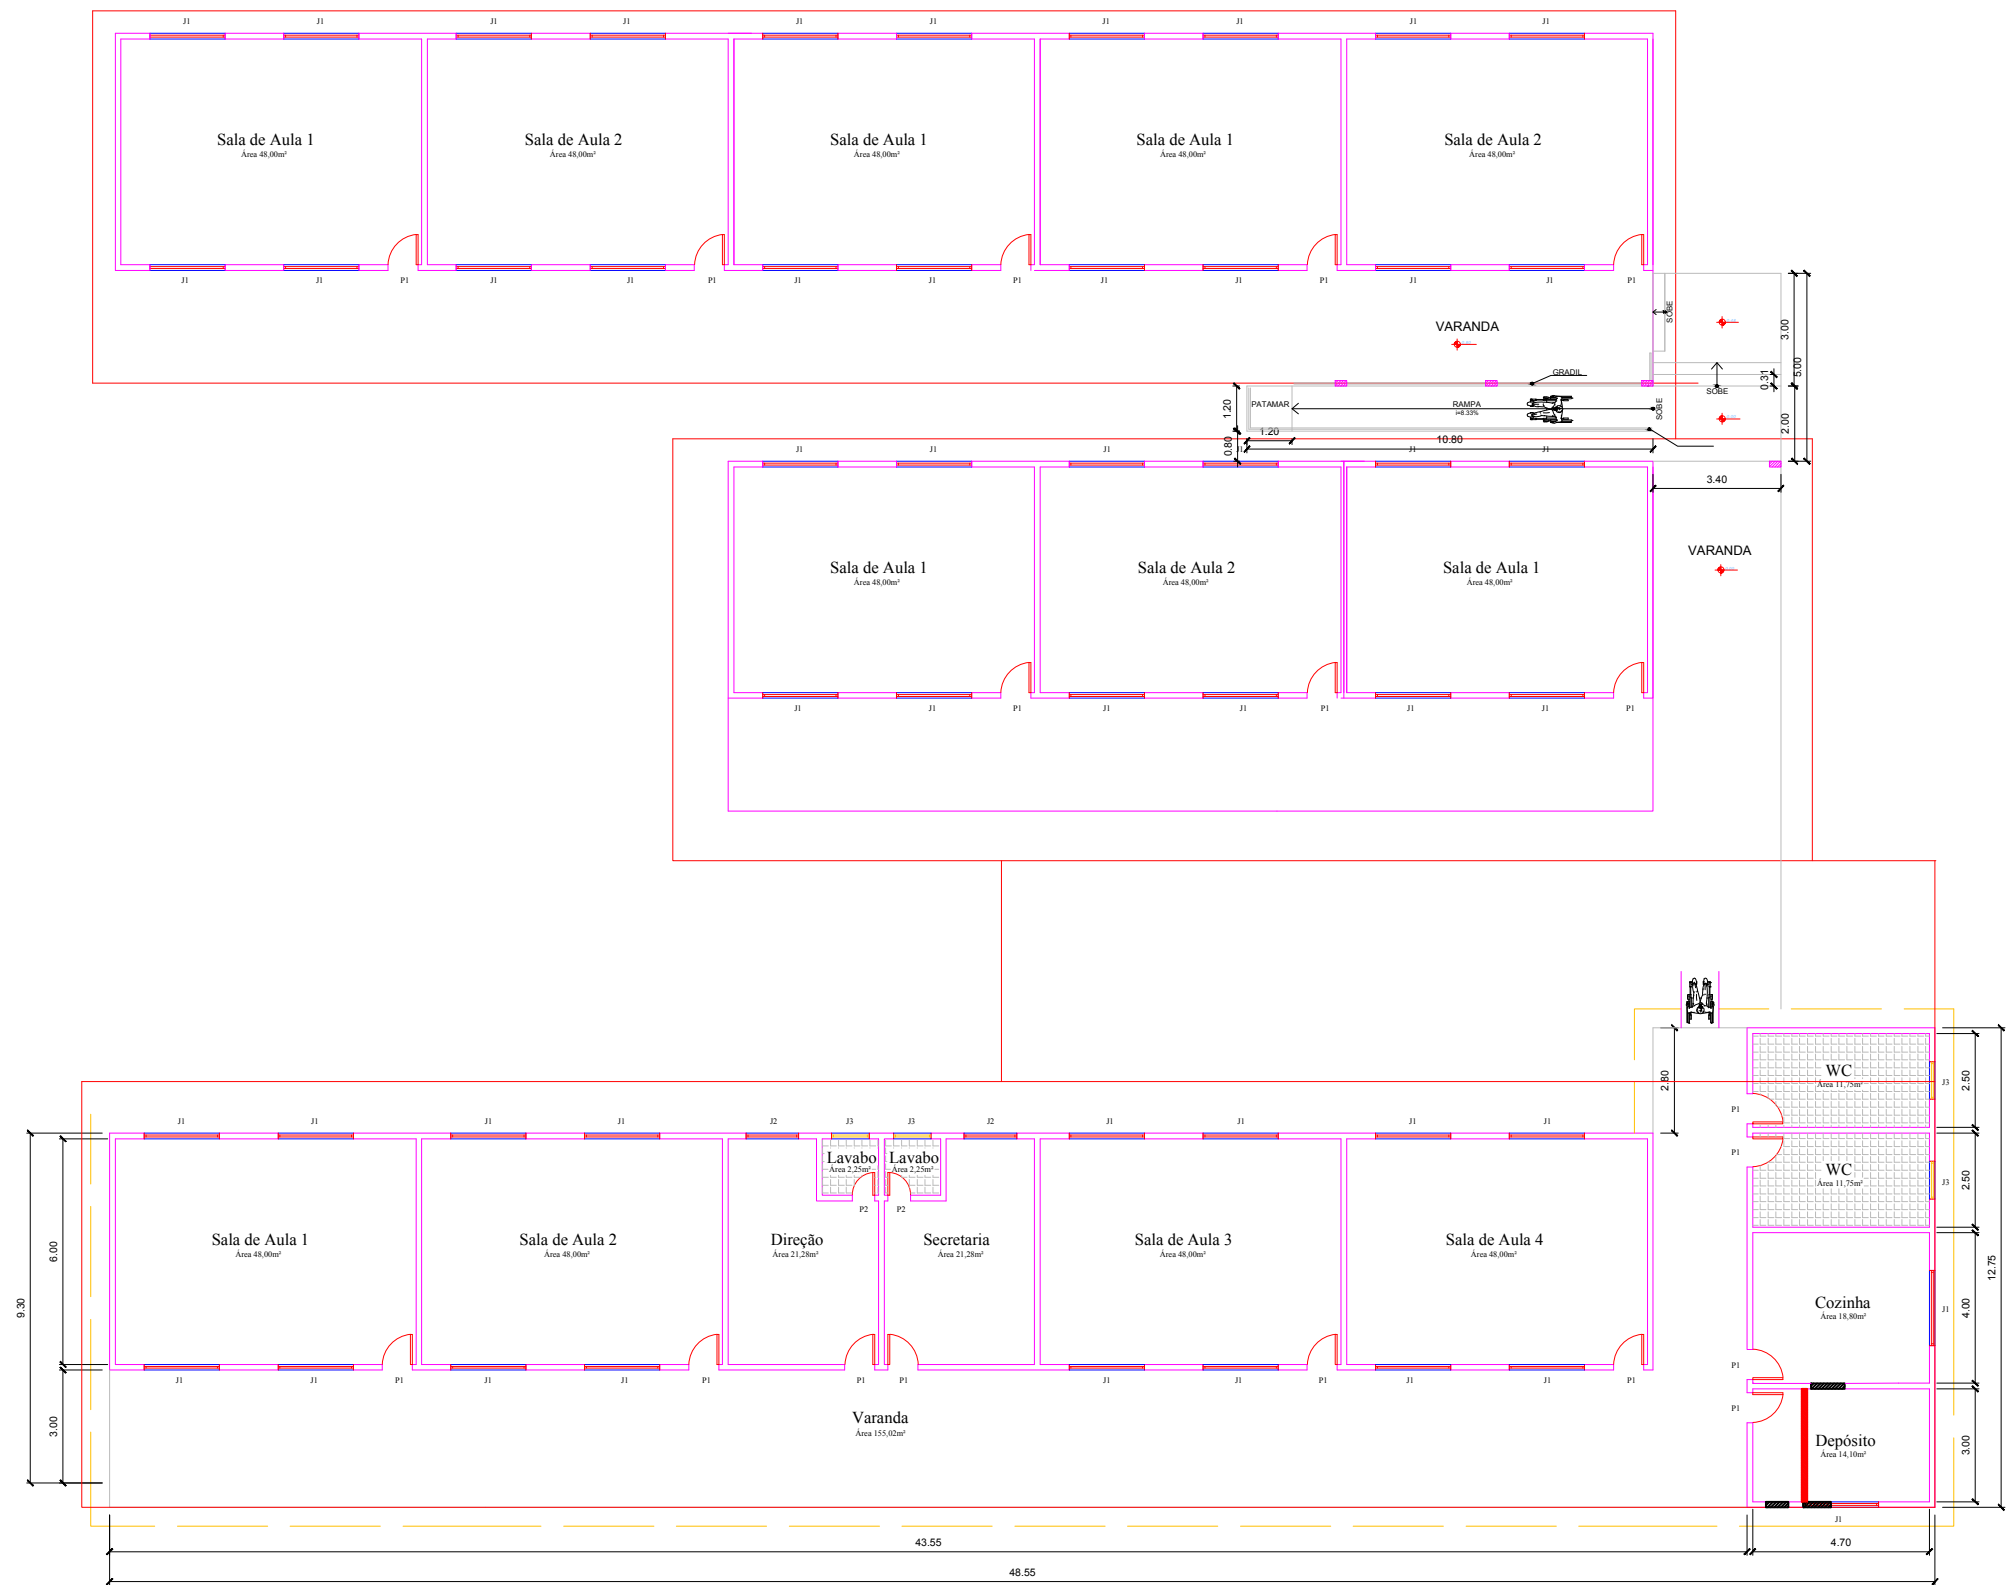 J1 J1 J1 J1 J1 J1 J1 J1 J1 J1
Sala de Aula 1
Área 48,00m²
Sala de Aula 2
Área 48,00m²
Sala de Aula 1
Área 48,00m²
Sala de Aula 1
Área 48,00m²
Sala de Aula 2
Área 48,00m²
J1 J1 P1 J1 J1 P1 J1 J1 P1 J1 J1 P1 J1 J1 P1
SOBE
VARANDA
3.00
5.00
GRADIL
0.31
SOBE
1.20
PATAMAR
RAMPA
i=8.33%
SOBE
2.00
1.20
10.80
0.80
J1 J1 J1 J1 J1
3.40
VARANDA
Sala de Aula 1
Área 48,00m²
Sala de Aula 2
Área 48,00m²
Sala de Aula 1
Área 48,00m²
J1 J1 P1 J1 J1 P1 J1 J1 P1
2.80
WC
Área 11,75m²
J3
2.50
P1
J1 J1 J1 J1 J2 J3 J3 J2 J1 J1 J1 J1
P1
Lavabo
Área 2,25m²
Lavabo
Área 2,25m²
WC
Área 11,75m²
J3
2.50
P2 P2
Sala de Aula 1
Área 48,00m²
Sala de Aula 2
Área 48,00m²
Direção
Área 21,28m²
Secretaria
Área 21,28m²
Sala de Aula 3
Área 48,00m²
Sala de Aula 4
Área 48,00m²
6.00
9.30
12.75
Cozinha
Área 18,80m²
J1
4.00
P1
J1 J1 P1 J1 J1 P1 P1 P1 J1 J1 P1 J1 J1 P1
P1
Varanda
Área 155,02m²
3.00
Depósito
Área 14,10m²
3.00
J1
43.55
4.70
48.55